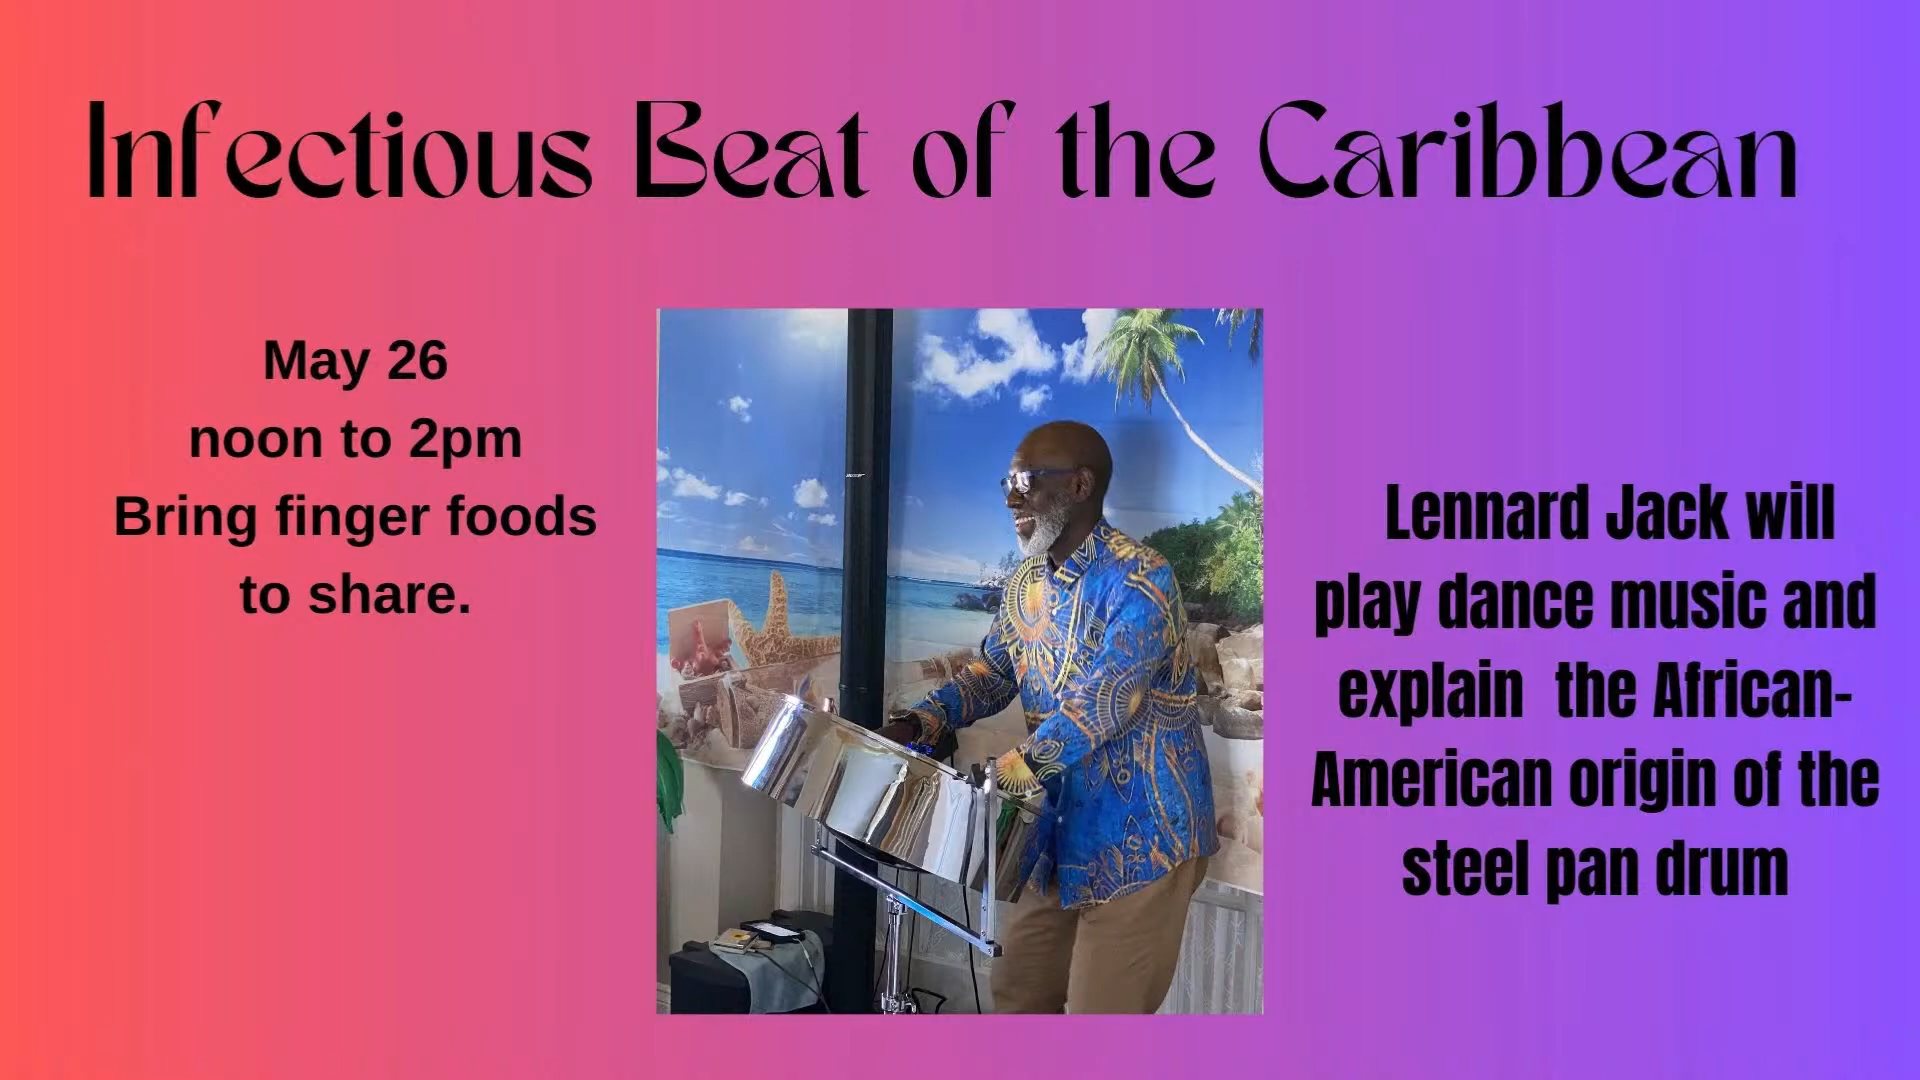 Infectious Beat of the Caribbean
May 26
noon to 2pm
Bring finger foods
to share.
Lennard Jack will
play dance music and
explain the African-
American origin of the
steel pan drum